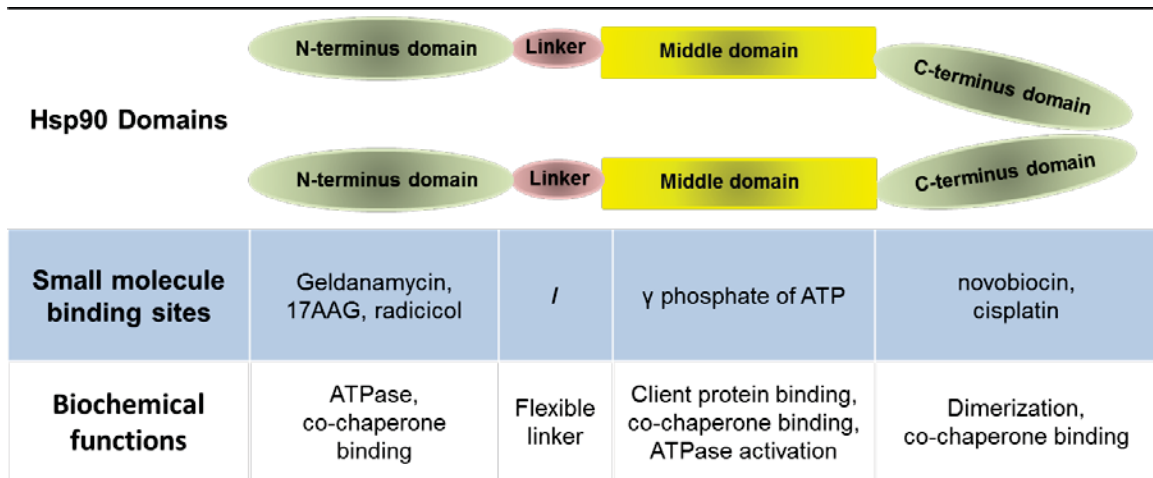 N-terminus domain Linker Middle domain C-terminus domain
Hsp90 Domains
N-terminus domain Linker Middle domain C-terminus domain
Small molecule
binding sites
Geldanamycin,
17AAG, radicicol
/
γ phosphate of ATP
novobiocin,
cisplatin
Biochemical
functions
ATPase,
co-chaperone
binding
Flexible
linker
Client protein binding,
co-chaperone binding,
ATPase activation
Dimerization,
co-chaperone binding